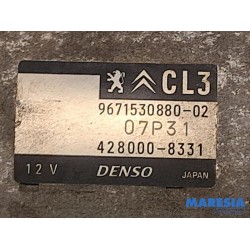 CL3
9671530880-02
07P31
428000-8331
12 V DENSO JAPAN
MARESIA